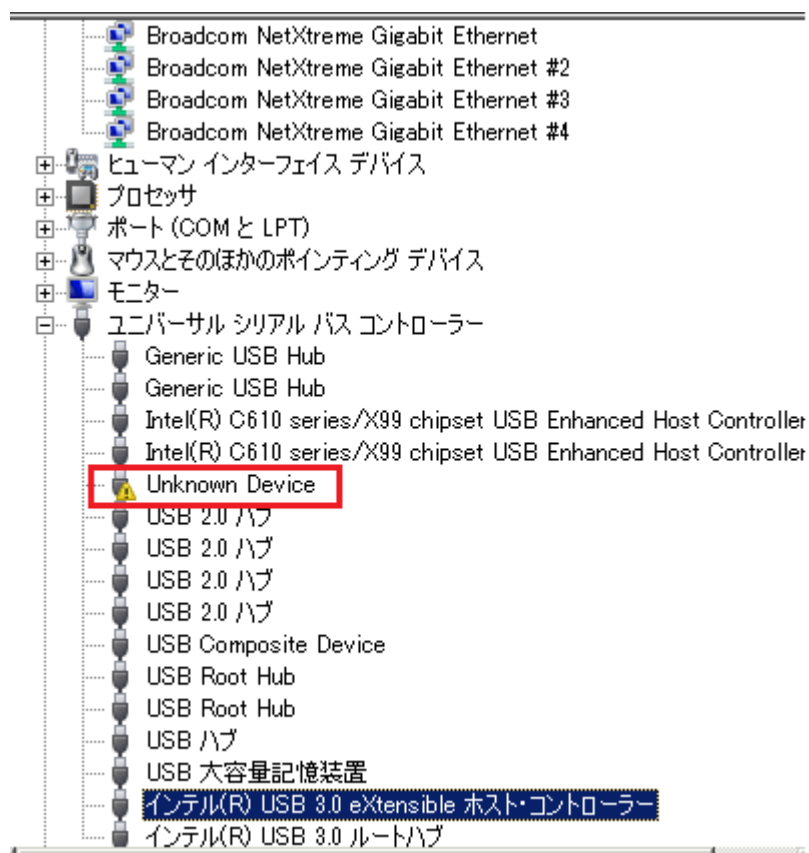 Broadcom NetXtreme Gigabit Ethernet
Broadcom NetXtreme Gigabit Ethernet #2
Broadcom NetXtreme Gigabit Ethernet #3
Broadcom NetXtreme Gigabit Ethernet #4
ヒューマン インターフェイス デバイス
プロセッサ
ポート (COM と LPT)
マウスとそのほかのポインティング デバイス
モニター
ユニバーサル シリアル バス コントローラー
Generic USB Hub
Generic USB Hub
Intel(R) C610 series/X99 chipset USB Enhanced Host Controller
Intel(R) C610 series/X99 chipset USB Enhanced Host Controller
Unknown Device
USB 2.0 ハブ
USB 2.0 ハブ
USB 2.0 ハブ
USB 2.0 ハブ
USB Composite Device
USB Root Hub
USB Root Hub
USB ハブ
USB 大容量記憶装置
インテル(R) USB 3.0 eXtensible ホスト・コントローラー
インテル(R) USB 3.0 ルートハブ